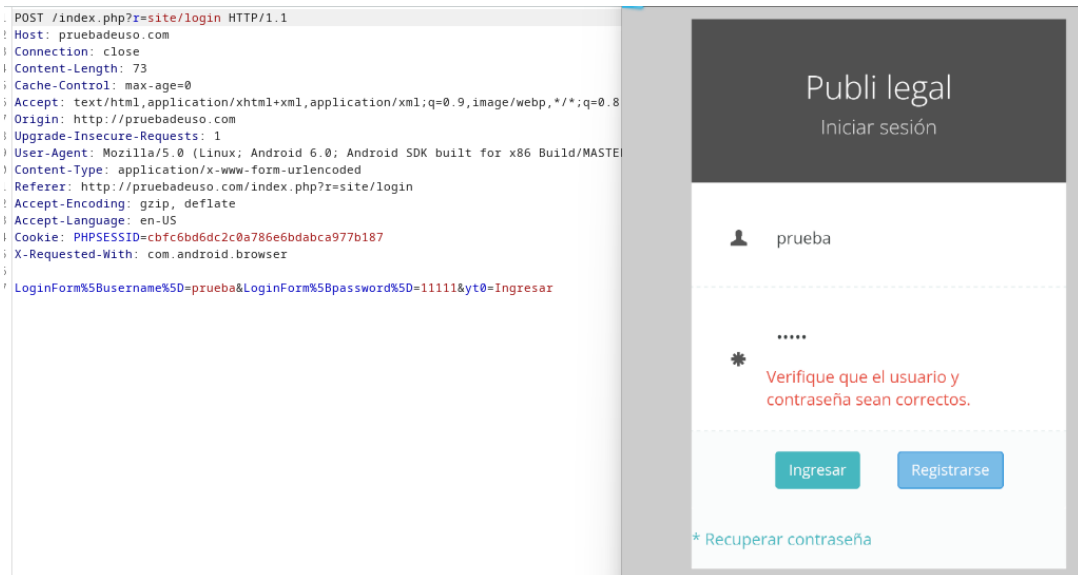 POST /index.php?r=site/login HTTP/1.1
Host: pruebadeuso.com
Connection: close
Content-Length: 73
Cache-Control: max-age=0
Accept: text/html,application/xhtml+xml,application/xml;q=0.9,image/webp,*/*;q=0.8
Origin: http://pruebadeuso.com
Upgrade-Insecure-Requests: 1
User-Agent: Mozilla/5.0 (Linux; Android 6.0; Android SDK built for x86 Build/MASTE
Content-Type: application/x-www-form-urlencoded
Referer: http://pruebadeuso.com/index.php?r=site/login
Accept-Encoding: gzip, deflate
Accept-Language: en-US
Cookie: PHPSESSID=cbfc6bd6dc2c0a786e6bdabca977b187
X-Requested-With: com.android.browser
LoginForm%5Busername%5D=prueba&LoginForm%5Bpassword%5D=11111&yt0=Ingresar
Publi legal
Iniciar sesión
prueba
•••••
Verifique que el usuario y
contraseña sean correctos.
Ingresar Registrarse
* Recuperar contraseña